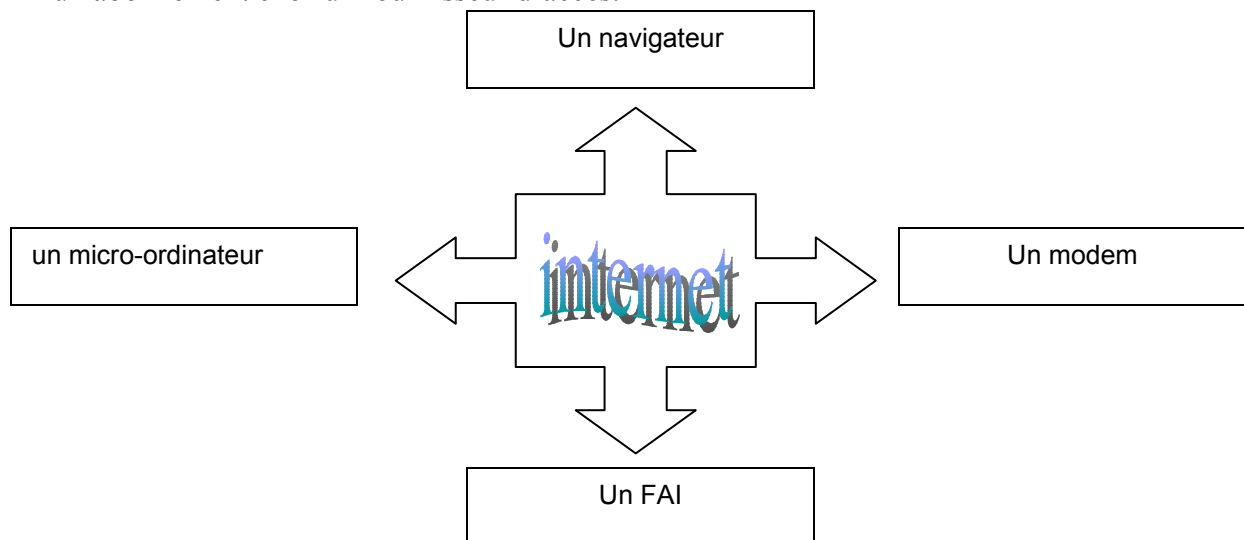 Un navigateur
un micro-ordinateur
internet
Un modem
Un FAI